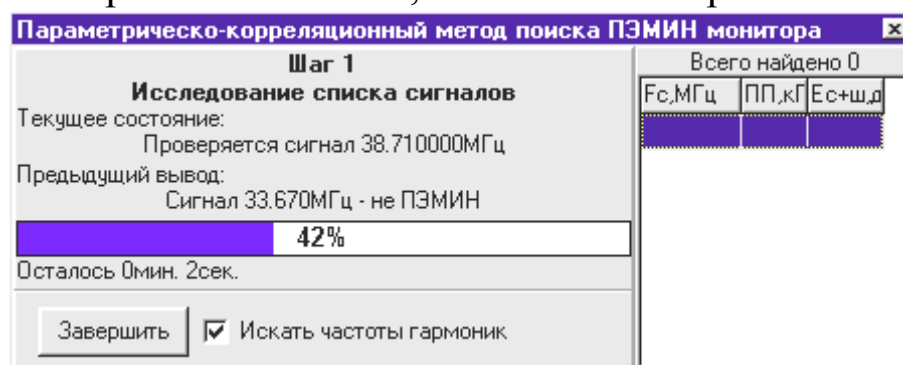 Параметрическо-корреляционный метод поиска ПЭМИН монитора
Шаг 1
Исследование списка сигналов
Текущее состояние:
Проверяется сигнал 38.710000МГц
Предыдущий вывод:
Сигнал 33.670МГц - не ПЭМИН
42%
Осталось 0мин. 2сек.
Завершить
Искать частоты гармоник
Всего найдено 0
Fс,МГц ПП,кГ Ес+ш,д